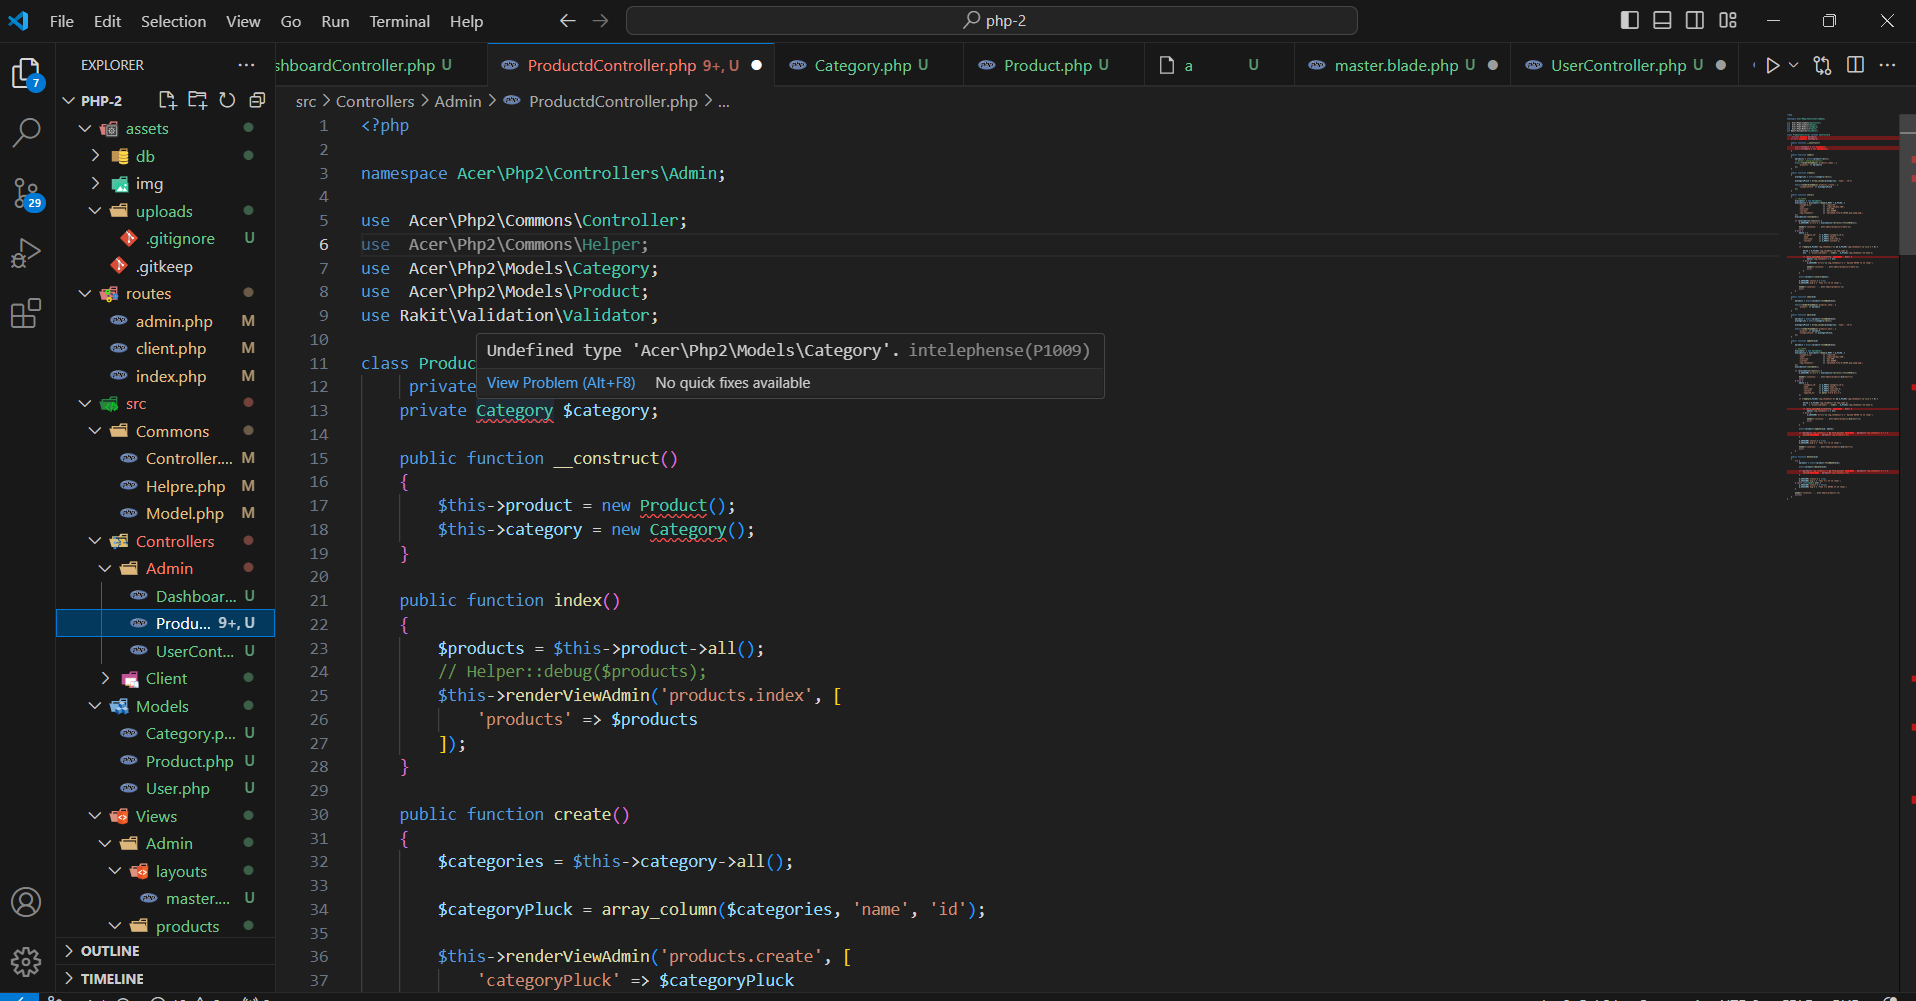 File Edit Selection View Go Run Terminal Help php-2
EXPLORER
7
PHP-2
assets
db
img
uploads
29
.gitignore U
.gitkeep
routes
admin.php M
client.php M
index.php M
src
Commons
Controller.... M
Helpre.php M
Model.php M
Controllers
Admin
Dashboar... U
Produ... 9+, U
UserCont... U
Client
Models
Category.p... U
Product.php U
User.php U
Views
Admin
layouts
master.... U
products
OUTLINE
TIMELINE
shboardController.php U ProductdController.php 9+, U Category.php U Product.php U a U master.blade.php U UserController.php U
src > Controllers > Admin > ProductdController.php > ...
1 <?php
2
3 namespace Acer\Php2\Controllers\Admin;
4
5 use  Acer\Php2\Commons\Controller;
6 use  Acer\Php2\Commons\Helper;
7 use  Acer\Php2\Models\Category;
8 use  Acer\Php2\Models\Product;
9 use Rakit\Validation\Validator;
10
Undefined type 'Acer\Php2\Models\Category'. intelephense(P1009)
View Problem (Alt+F8) No quick fixes available
11 class Produc
12 private
13 private Category $category;
14
15 public function __construct()
16 {
17 $this->product = new Product();
18 $this->category = new Category();
19 }
20
21 public function index()
22 {
23 $products = $this->product->all();
24 // Helper::debug($products);
25 $this->renderViewAdmin('products.index', [
26 'products' => $products
27 ]);
28 }
29
30 public function create()
31 {
32 $categories = $this->category->all();
33
34 $categoryPluck = array_column($categories, 'name', 'id');
35
36 $this->renderViewAdmin('products.create', [
37 'categoryPluck' => $categoryPluck